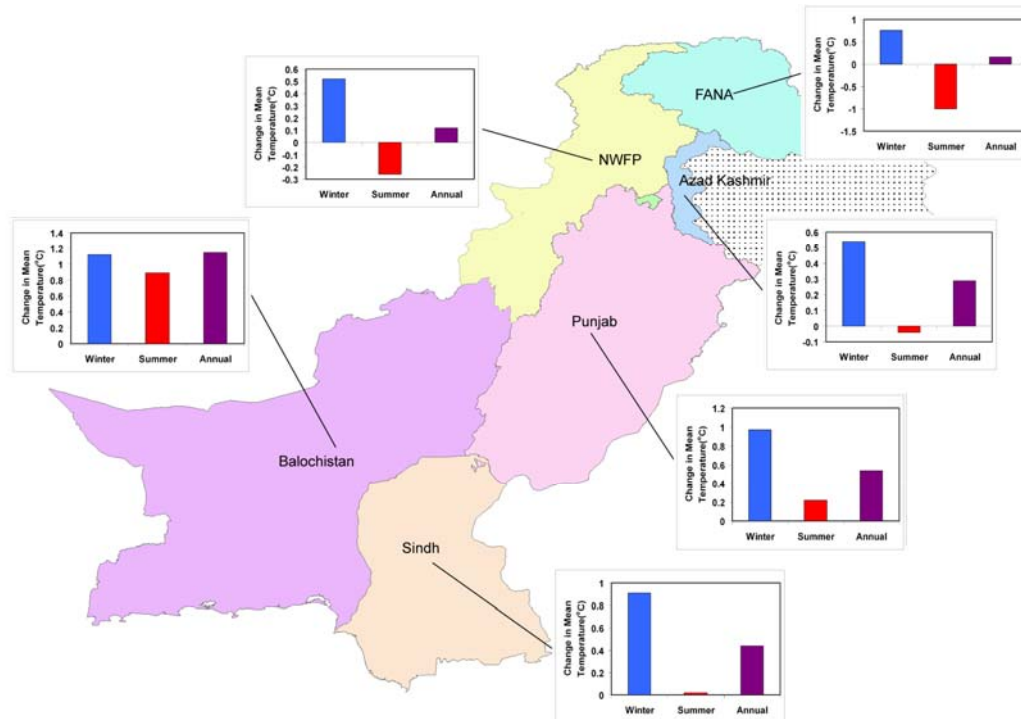 1
0.5
0
-0.5
-1
-1.5
Change in Mean
Temperature(°C)
Winter Summer Annual
0.6
0.5
0.4
0.3
0.2
0.1
0
-0.1
-0.2
-0.3
Change in Mean
Temperature(°C)
Winter Summer Annual
FANA
NWFP
Azad Kashmir
1.4
1.2
1
0.8
0.6
0.4
0.2
0
Change in Mean
Temperature(°C)
Winter Summer Annual
0.6
0.5
0.4
0.3
0.2
0.1
0
-0.1
Change in Mean
Temperature(°C)
Winter Summer Annual
Punjab
1.2
1
0.8
0.6
0.4
0.2
0
Change in Mean
Temperature(°C)
Winter Summer Annual
Balochistan
Sindh
1
0.8
0.6
0.4
0.2
0
Change in Mean
Temperature(°C)
Winter Summer Annual